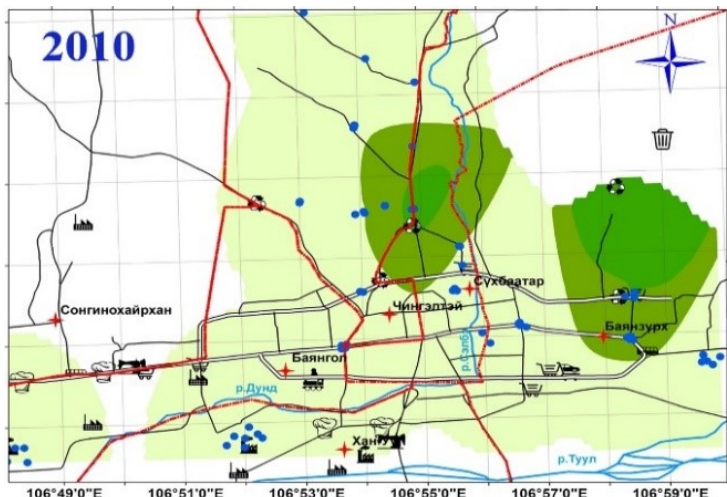 2010
N
Сүхбаатар
Сонгинохайрхан
Чингэлтэй
Баянзүрх
Баянгол
р.Сэлбэ
р.Дунд
Хан-Уул
р.Туул
106°49'0"E
106°51'0"E
106°53'0"E
106°55'0"E
106°57'0"E
106°59'0"E